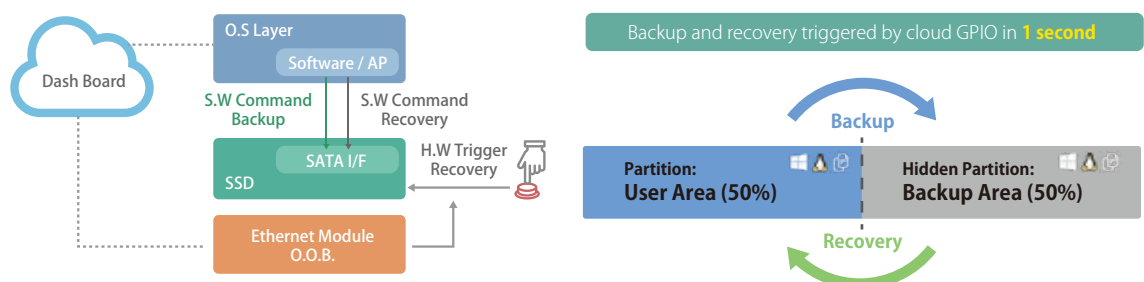 O.S Layer
Software / AP
Dash Board
S.W Command
Backup
S.W Command
Recovery
SATA I/F
SSD
H.W Trigger
Recovery
Ethernet Module
O.O.B.
Backup and recovery triggered by cloud GPIO in 1 second
Backup
Partition:
User Area (50%)
Hidden Partition:
Backup Area (50%)
Recovery